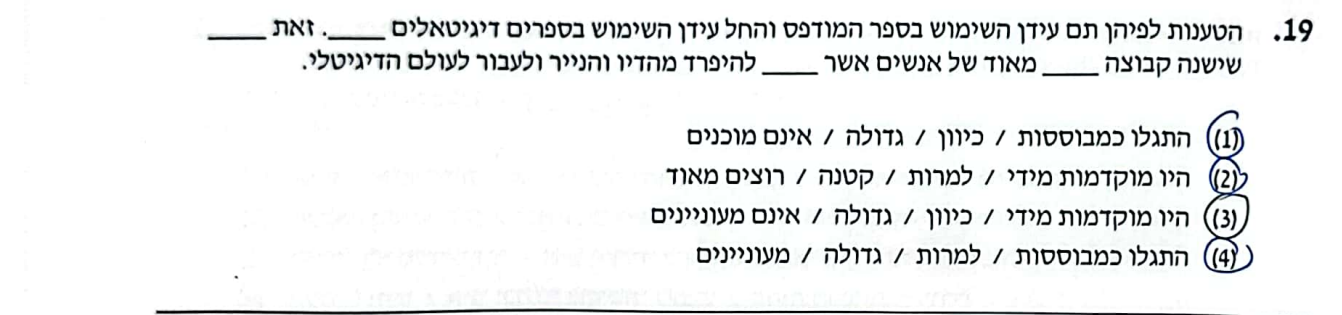 19. הטענות לפיהן תם עידן השימוש בספר המודפס והחל עידן השימוש בספרים דיגיטאלים _____. זאת _____
שישנה קבוצה _____ מאוד של אנשים אשר _____ להיפרד מהדיו והנייר ולעבור לעולם הדיגיטלי.
(1) התגלו כמבוססות / כיוון / גדולה / אינם מוכנים
(2) היו מוקדמות מידי / למרות / קטנה / רוצים מאוד
(3) היו מוקדמות מידי / כיוון / גדולה / אינם מעוניינים
(4) התגלו כמבוססות / למרות / גדולה / מעוניינים